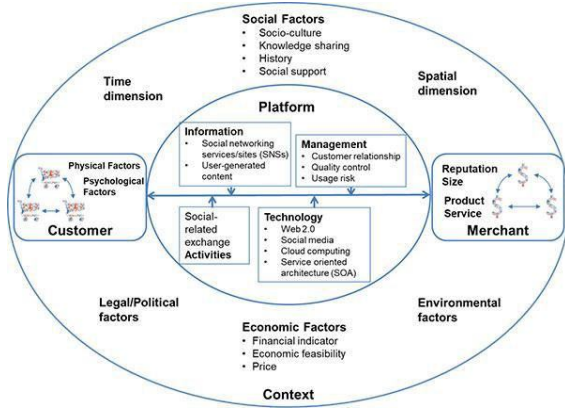 Social Factors
• Socio-culture
• Knowledge sharing
• History
• Social support
Time
dimension
Spatial
dimension
Platform
Information
• Social networking
services/sites (SNSs)
• User-generated
content
Management
• Customer relationship
• Quality control
• Usage risk
Physical Factors
Psychological
Factors
Customer
Reputation
Size
Product
Service
Merchant
Social-
related
exchange
Activities
Technology
• Web 2.0
• Social media
• Cloud computing
• Service oriented
architecture (SOA)
Legal/Political
factors
Environmental
factors
Economic Factors
• Financial indicator
• Economic feasibility
• Price
Context